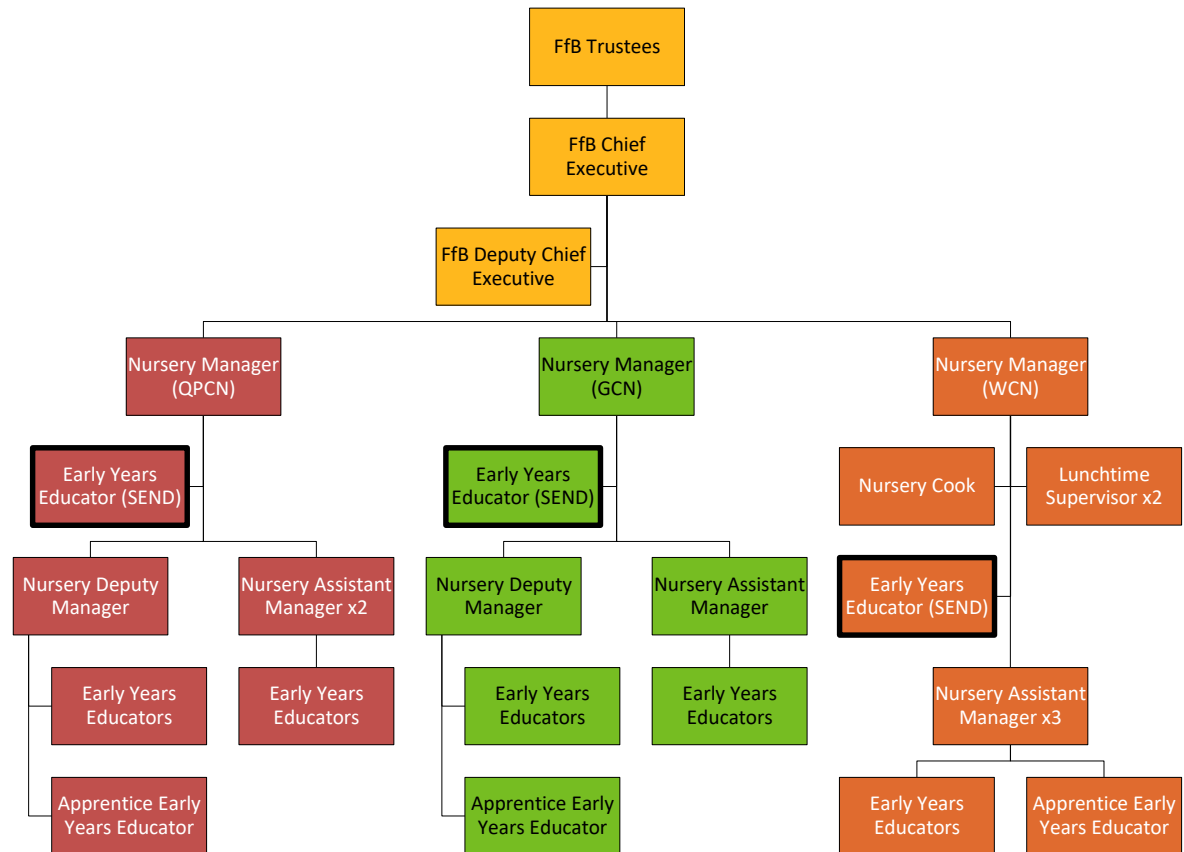 FfB Trustees
FfB Chief
Executive
FfB Deputy Chief
Executive
Nursery Manager
(QPCN)
Nursery Manager
(GCN)
Nursery Manager
(WCN)
Early Years
Educator (SEND)
Early Years
Educator (SEND)
Nursery Cook
Lunchtime
Supervisor x2
Nursery Deputy
Manager
Nursery Assistant
Manager x2
Nursery Deputy
Manager
Nursery Assistant
Manager
Early Years
Educator (SEND)
Early Years
Educators
Early Years
Educators
Early Years
Educators
Early Years
Educators
Nursery Assistant
Manager x3
Apprentice Early
Years Educator
Apprentice Early
Years Educator
Early Years
Educators
Apprentice Early
Years Educator